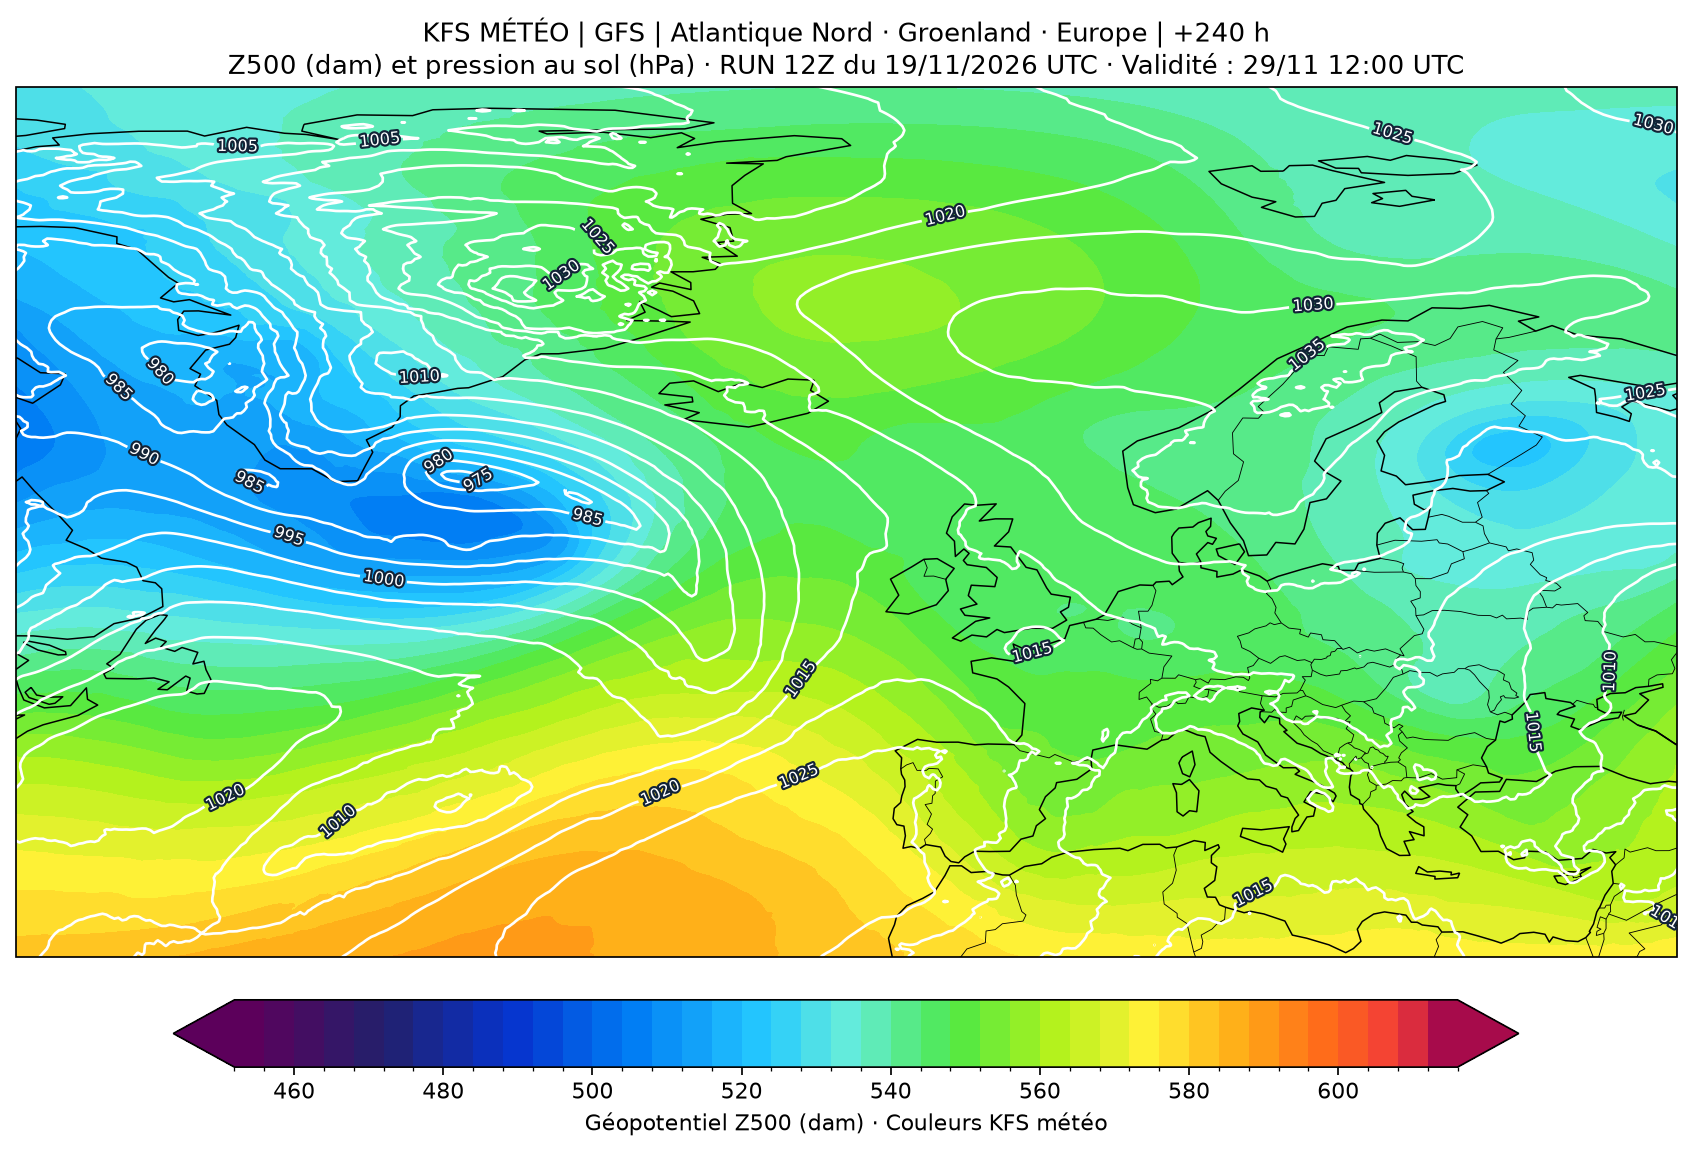 KFS MÉTÉO | GFS | Atlantique Nord · Groenland · Europe | +240 h
Z500 (dam) et pression au sol (hPa) · RUN 12Z du 19/11/2026 UTC · Validité : 29/11 12:00 UTC
1005 1005 1025 1030
1020
1025
1030 1030
1035
980 985 1010 1025
990 980 975
985 985
995
1000
1015 1015 1010
1015
1020 1010 1020 1025
1015
460 480 500 520 540 560 580 600
Géopotentiel Z500 (dam) · Couleurs KFS météo